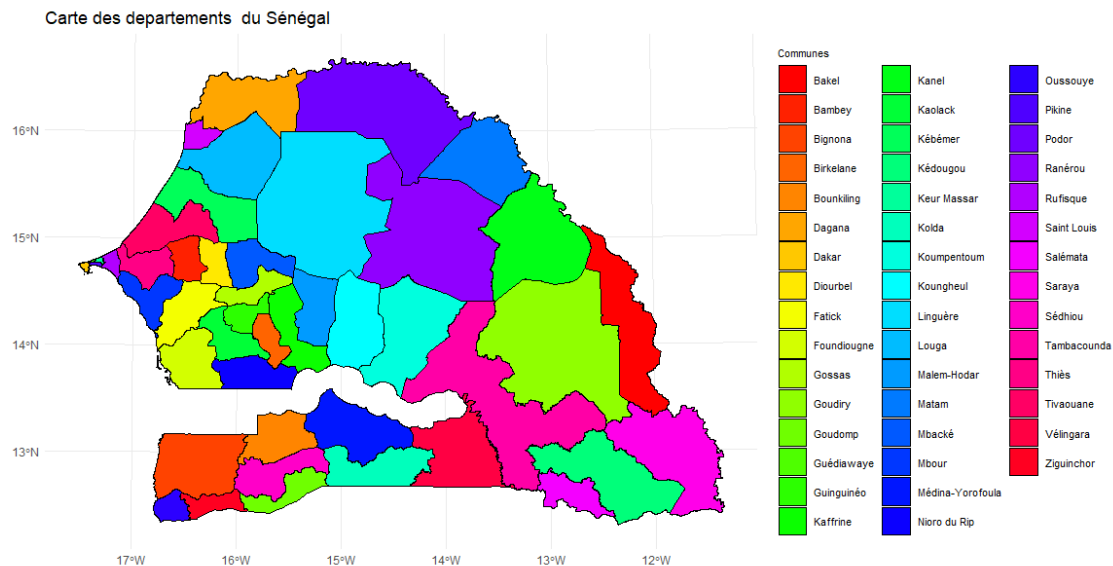 Carte des departements  du Sénégal
16°N
15°N
14°N
13°N
17°W
16°W
15°W
14°W
13°W
12°W
Communes
Bakel
Bambey
Bignona
Birkelane
Bounkiling
Dagana
Dakar
Diourbel
Fatick
Foundiougne
Gossas
Goudiry
Goudomp
Guédiawaye
Guinguinéo
Kaffrine
Kanel
Kaolack
Kébémer
Kédougou
Keur Massar
Kolda
Koumpentoum
Koungheul
Linguère
Louga
Malem-Hodar
Matam
Mbacké
Mbour
Médina-Yorofoula
Nioro du Rip
Oussouye
Pikine
Podor
Ranérou
Rufisque
Saint Louis
Salémata
Saraya
Sédhiou
Tambacounda
Thiès
Tivaouane
Vélingara
Ziguinchor